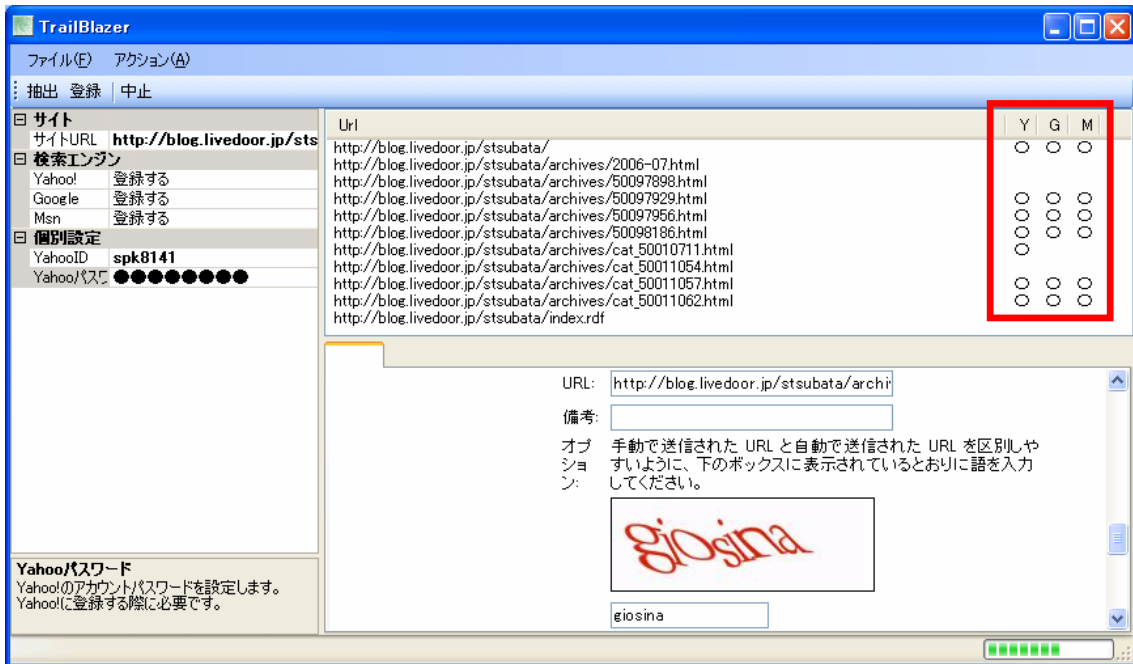 TrailBlazer
ファイル(F) アクション(A)
抽出 登録 中止
サイト
サイトURL http://blog.livedoor.jp/sts
検索エンジン
Yahoo! 登録する
Google 登録する
Msn 登録する
個別設定
YahooID spk8141
Yahooパスワ ●●●●●●●●
Yahooパスワード
Yahoo!のアカウントパスワードを設定します。
Yahoo!に登録する際に必要です。
Url Y G M
http://blog.livedoor.jp/stsubata/ ○ ○ ○
http://blog.livedoor.jp/stsubata/archives/2006-07.html
http://blog.livedoor.jp/stsubata/archives/50097898.html
http://blog.livedoor.jp/stsubata/archives/50097929.html ○ ○ ○
http://blog.livedoor.jp/stsubata/archives/50097956.html ○ ○ ○
http://blog.livedoor.jp/stsubata/archives/50098186.html ○ ○ ○
http://blog.livedoor.jp/stsubata/archives/cat_50010711.html ○
http://blog.livedoor.jp/stsubata/archives/cat_50011054.html
http://blog.livedoor.jp/stsubata/archives/cat_50011057.html ○ ○ ○
http://blog.livedoor.jp/stsubata/archives/cat_50011062.html ○ ○ ○
http://blog.livedoor.jp/stsubata/index.rdf
URL: http://blog.livedoor.jp/stsubata/archi
備考:
オプション: 手動で送信された URL と自動で送信された URL を区別しや
すいように、下のボックスに表示されているとおりに語を入力
してください。
giosina
giosina